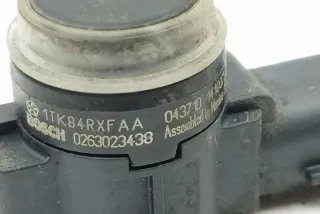 1TK84RXFAA
BOSCH 0263023438
043710
Assembled in